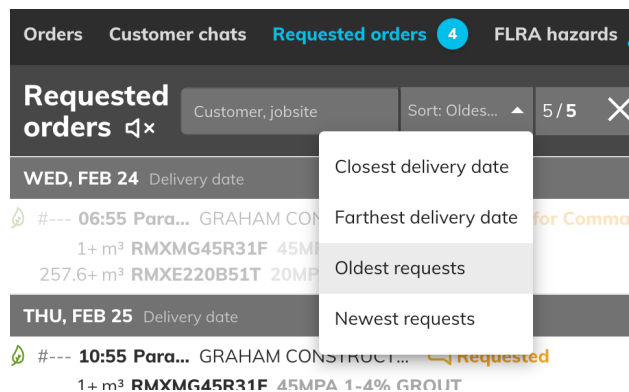 Orders Customer chats Requested orders 4 FLRA hazards
Requested
orders
Customer, jobsite
Sort: Oldes...
5/5
Closest delivery date
Farthest delivery date
Oldest requests
Newest requests
WED, FEB 24 Delivery date
#--- 06:55 Para... GRAHAM CON for Comma
1+ m³ RMXMG45R31F 45MP
257.6+ m³ RMXE220B51T 20MP
THU, FEB 25 Delivery date
#--- 10:55 Para... GRAHAM CONSTRUCT... Requested
1+ m³ RMXMG45R31F 45MPA 1-4% GROUT